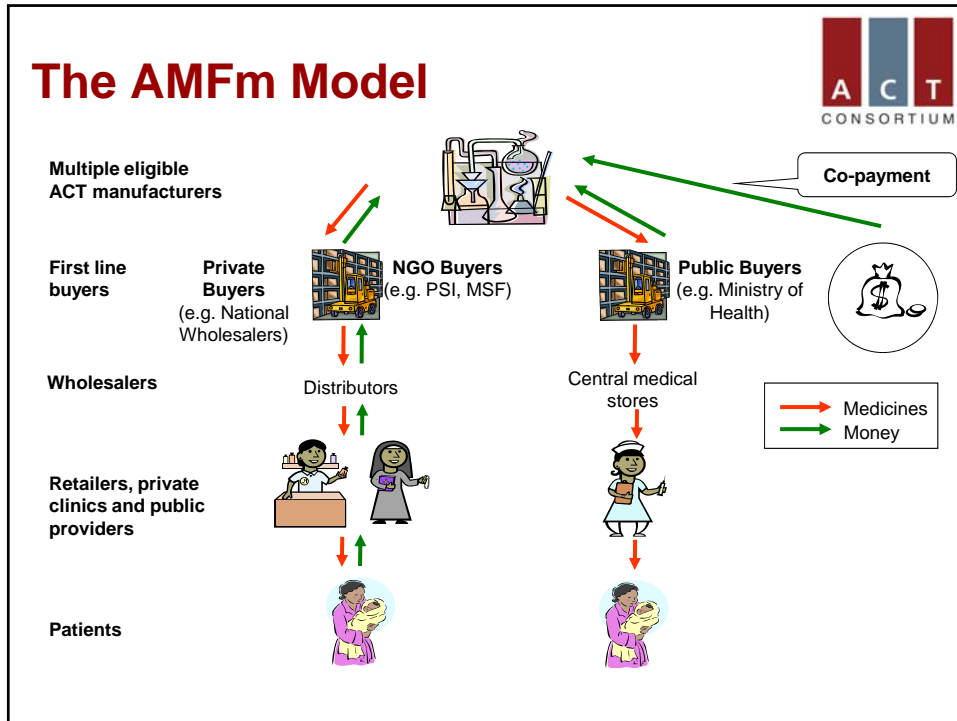 The AMFm Model
A C T
CONSORTIUM
Multiple eligible
ACT manufacturers
Co-payment
First line
buyers
Private
Buyers
(e.g. National
Wholesalers)
NGO Buyers
(e.g. PSI, MSF)
Public Buyers
(e.g. Ministry of
Health)
$
Wholesalers
Distributors
Central medical
stores
Medicines
Money
Retailers, private
clinics and public
providers
Patients